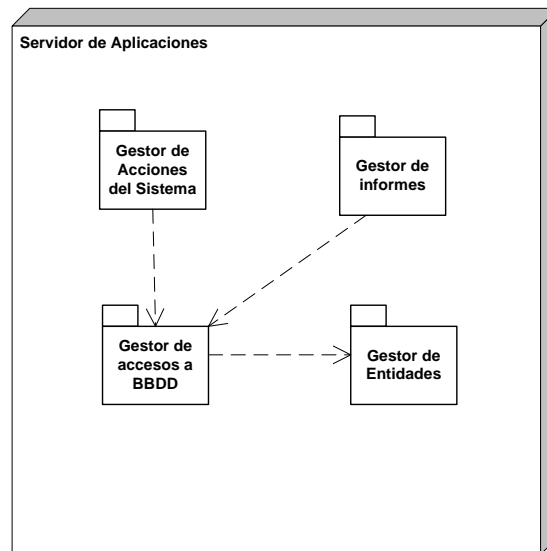 Servidor de Aplicaciones
Gestor de
Acciones
del Sistema
Gestor de
informes
Gestor de
accesos a
BBDD
Gestor de
Entidades